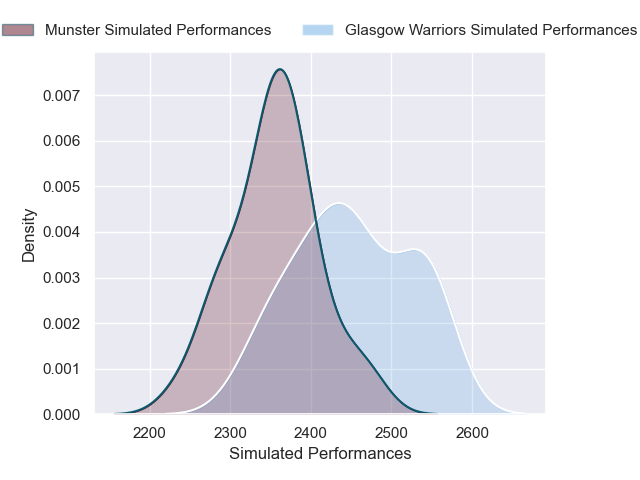 Munster Simulated Performances
Glasgow Warriors Simulated Performances
0.007
0.006
0.005
0.004
0.003
0.002
0.001
0.000
Density
2200 2300 2400 2500 2600
Simulated Performances